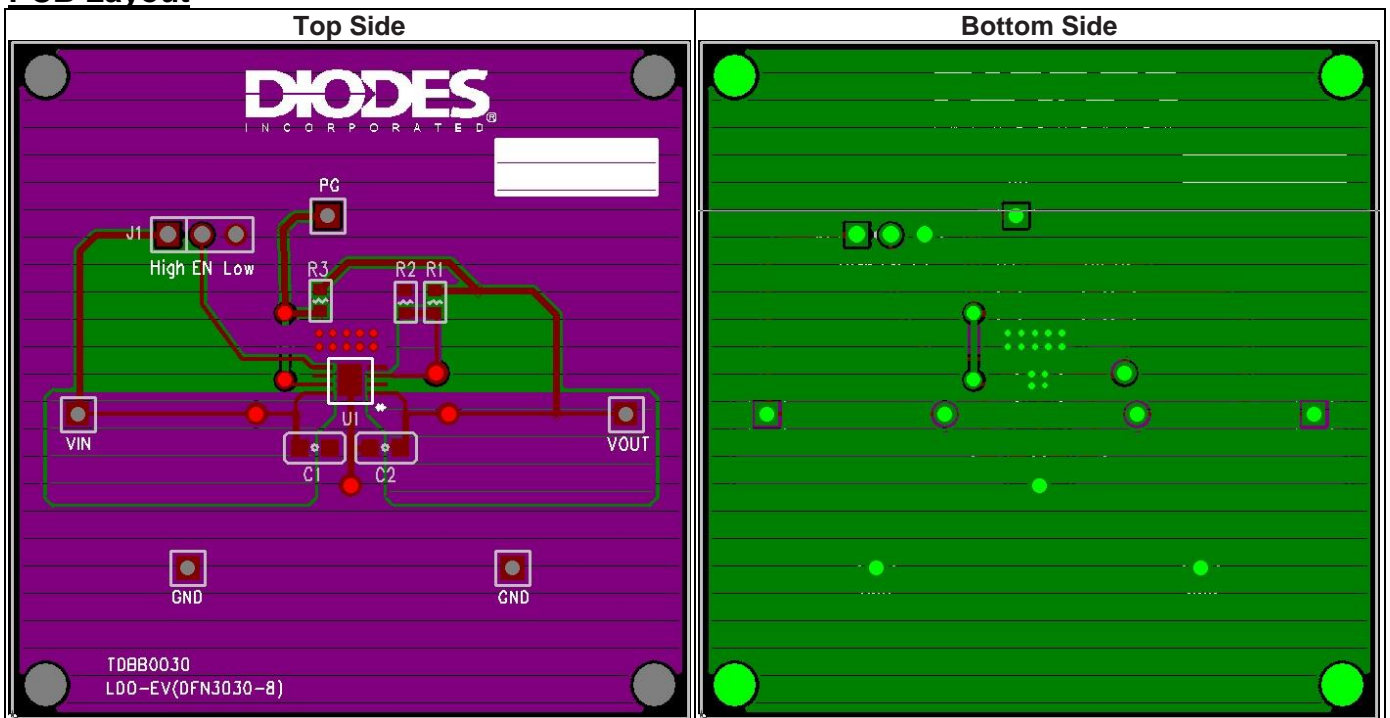 PCB Layout
Top Side
Bottom Side
DIODES®
INCORPORATED
PG
J1
High EN Low
R3 R2 R1
U1
VIN
VOUT
C1 C2
GND
GND
TDBB0030
LDO-EV(DFN3030-8)